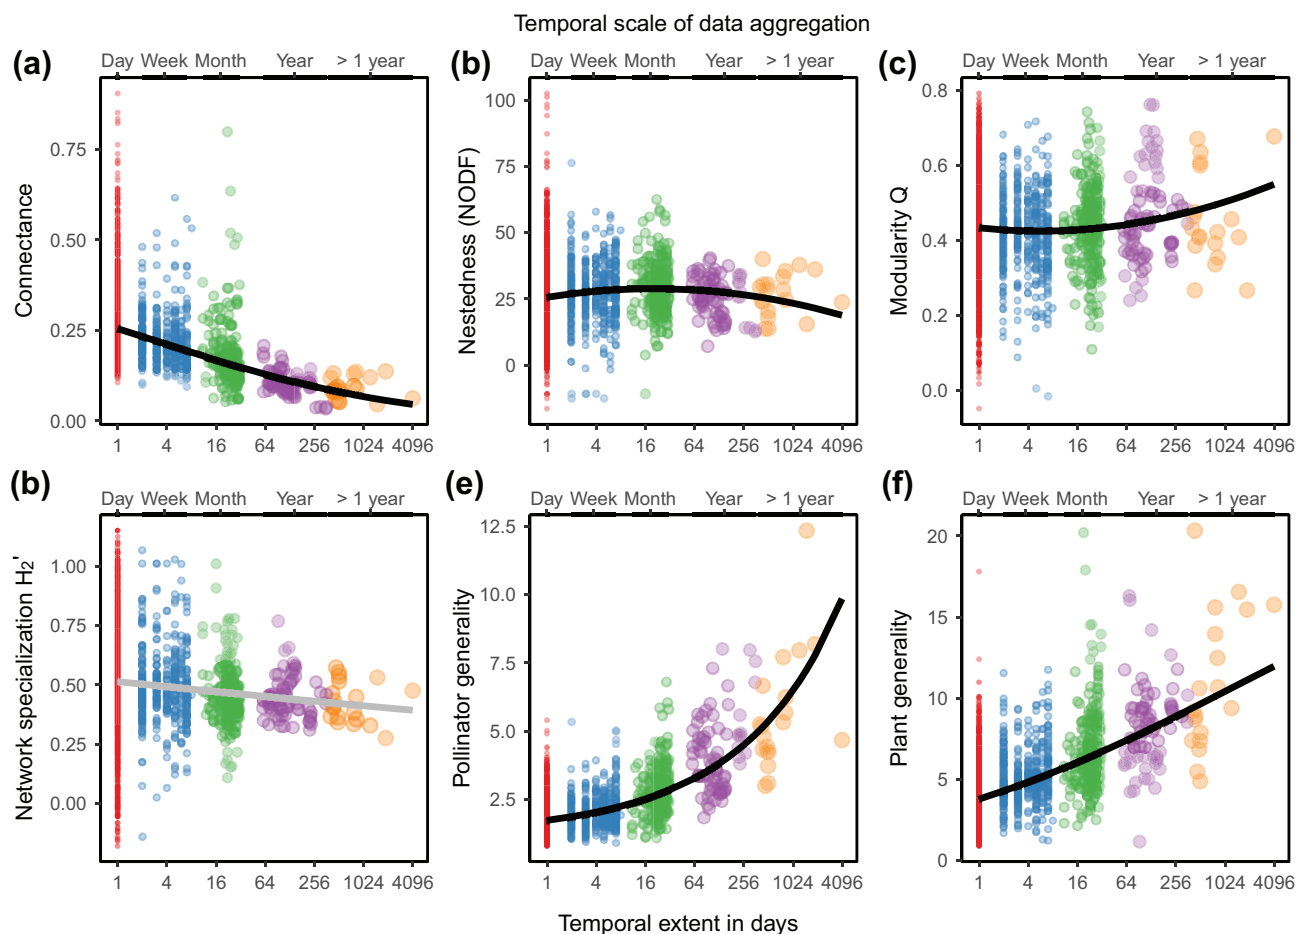 Temporal scale of data aggregation
(a)
Day Week Month Year > 1 year
Connectance
0.75
0.50
0.25
0.00
1 4 16 64 256 1024 4096
(b)
Day Week Month Year > 1 year
Nestedness (NODF)
100
75
50
25
0
1 4 16 64 256 1024 4096
(c)
Day Week Month Year > 1 year
Modularity Q
0.8
0.6
0.4
0.2
0.0
1 4 16 64 256 1024 4096
(b)
Day Week Month Year > 1 year
Network specialization H2'
1.00
0.75
0.50
0.25
0.00
1 4 16 64 256 1024 4096
(e)
Day Week Month Year > 1 year
Pollinator generality
12.5
10.0
7.5
5.0
2.5
1 4 16 64 256 1024 4096
(f)
Day Week Month Year > 1 year
Plant generality
20
15
10
5
0
1 4 16 64 256 1024 4096
Temporal extent in days